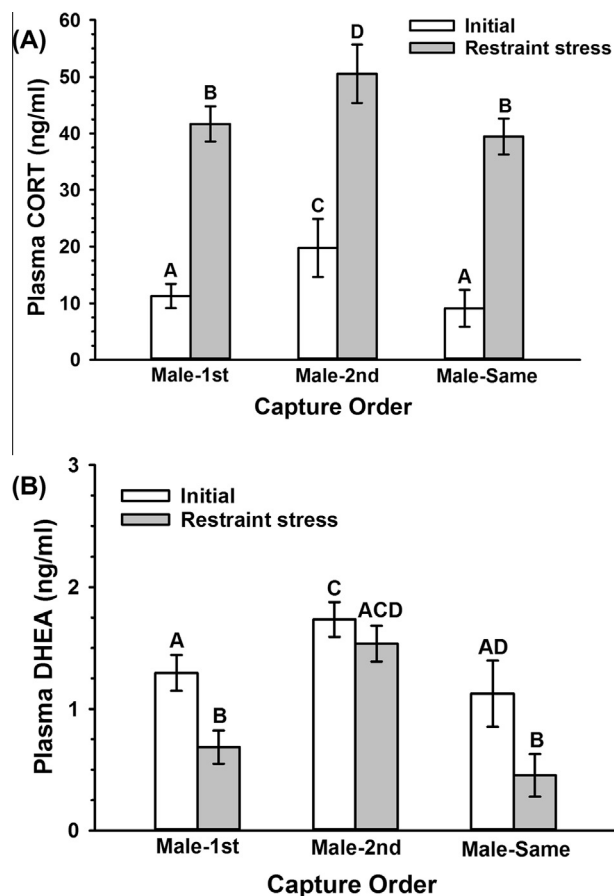 (A)
60
50
40
30
20
10
0
Plasma CORT (ng/ml)
Initial
Restraint stress
A
B
C
D
A
B
Male-1st
Male-2nd
Male-Same
Capture Order
(B)
3
2
1
0
Plasma DHEA (ng/ml)
Initial
Restraint stress
A
B
C
ACD
AD
B
Male-1st
Male-2nd
Male-Same
Capture Order